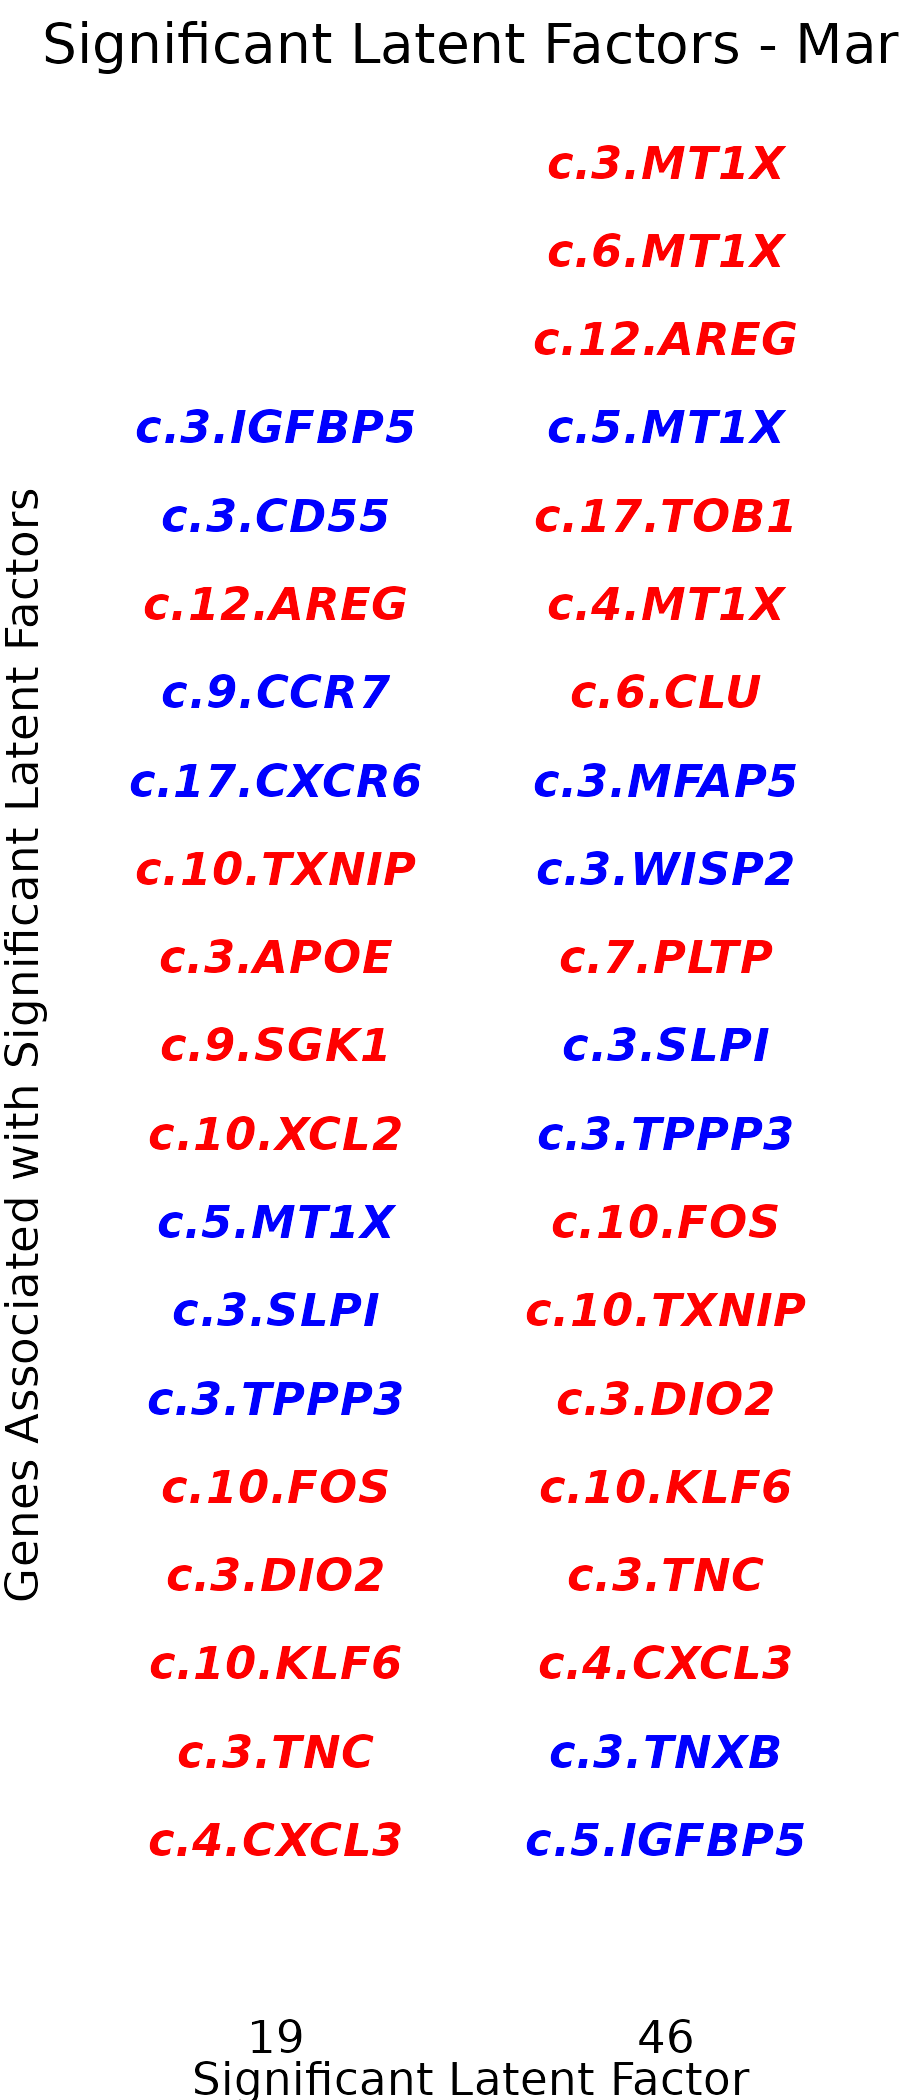 Significant Latent Factors - Mar
c.3.MT1X
c.6.MT1X
c.12.AREG
c.3.IGFBP5 c.5.MT1X
c.3.CD55 c.17.TOB1
c.12.AREG c.4.MT1X
c.9.CCR7 c.6.CLU
c.17.CXCR6 c.3.MFAP5
c.10.TXNIP c.3.WISP2
c.3.APOE c.7.PLTP
c.9.SGK1 c.3.SLPI
c.10.XCL2 c.3.TPPP3
c.5.MT1X c.10.FOS
c.3.SLPI c.10.TXNIP
c.3.TPPP3 c.3.DIO2
c.10.FOS c.10.KLF6
c.3.DIO2 c.3.TNC
c.10.KLF6 c.4.CXCL3
c.3.TNC c.3.TNXB
c.4.CXCL3 c.5.IGFBP5
Genes Associated with Significant Latent Factors
19 46
Significant Latent Factor